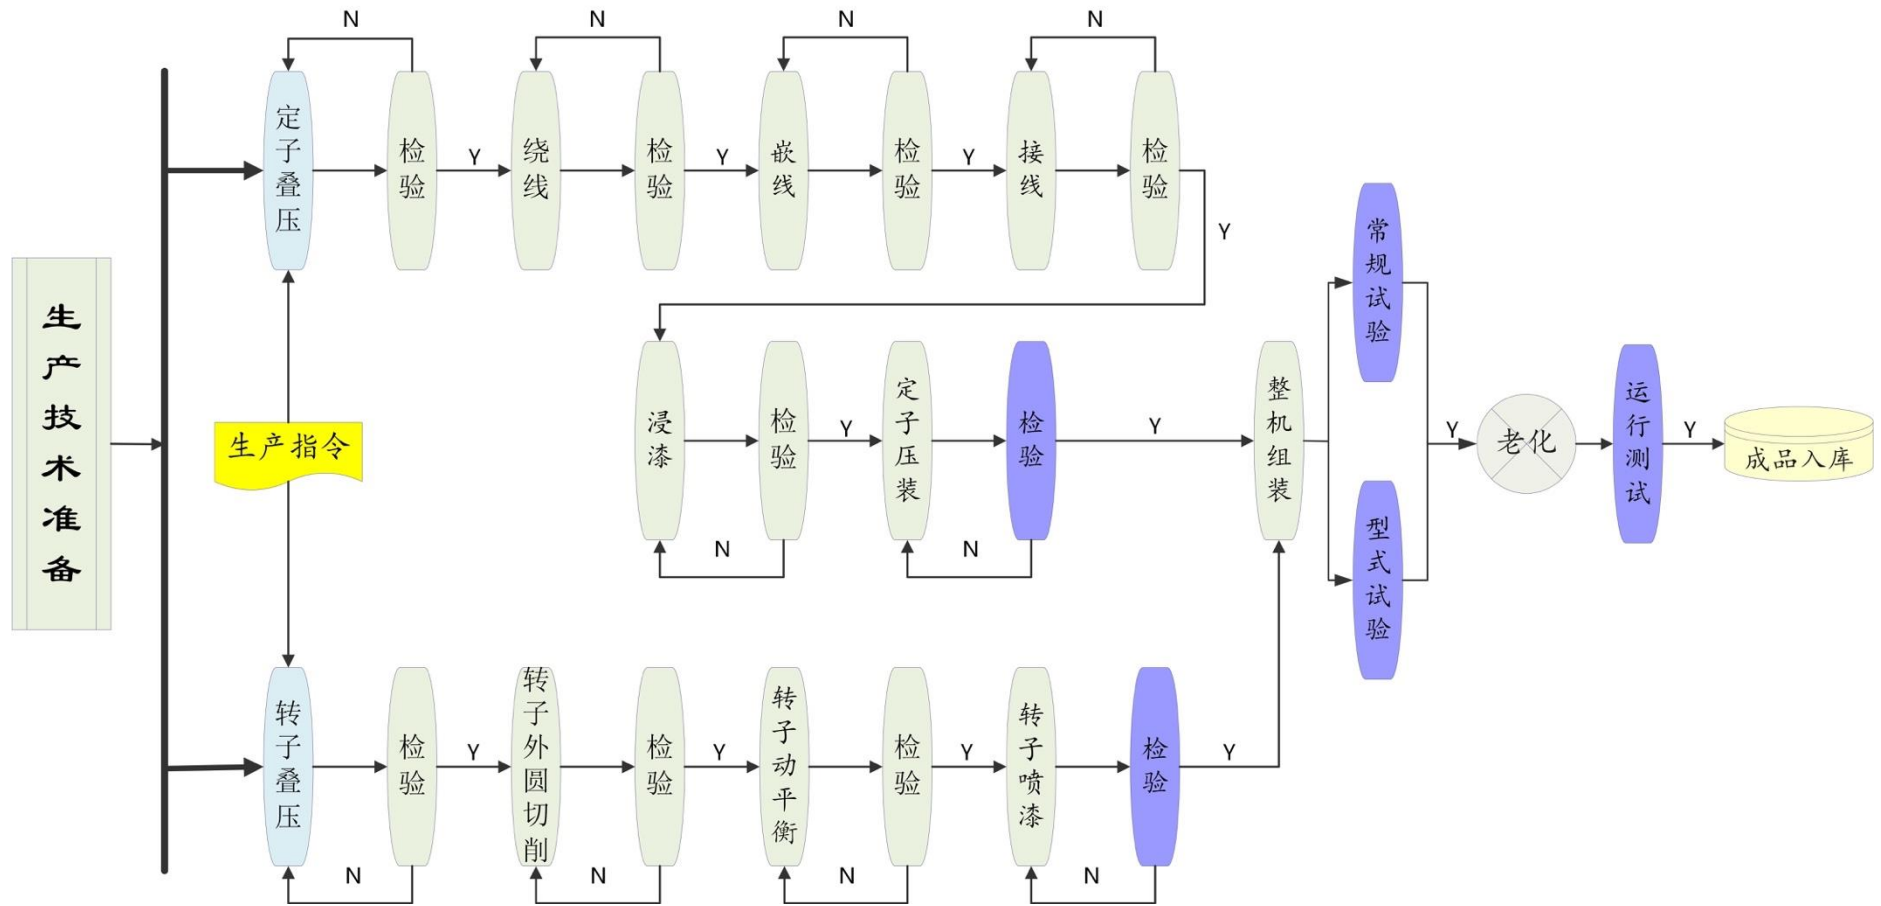 N
N
N
N
定子叠压
检验
Y
绕线
检验
Y
嵌线
检验
Y
接线
检验
Y
生产技术准备
生产指令
浸漆
检验
Y
定子压装
检验
Y
N
N
整机组装
常规试验
型式试验
Y
老化
运行测试
Y
成品入库
转子叠压
检验
Y
转子外圆切削
检验
Y
转子动平衡
检验
Y
转子喷漆
检验
Y
N
N
N
N